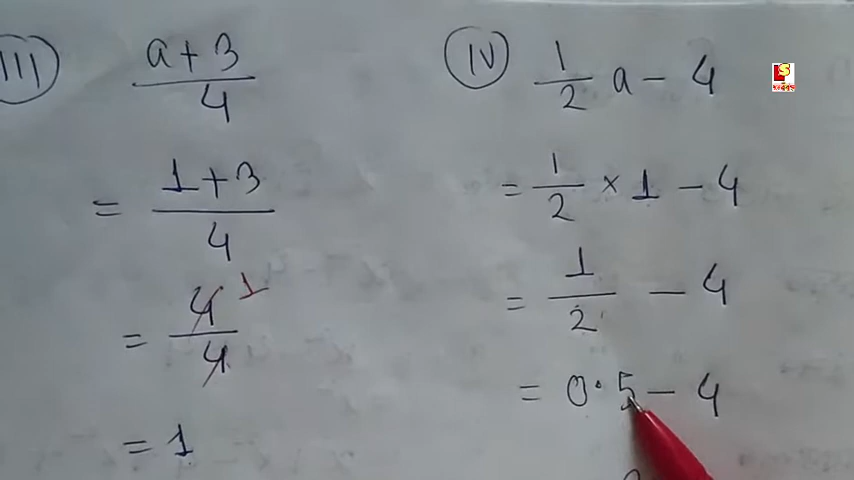 III) a + 3 / 4
= 1 + 3 / 4
= 4 / 4 1
= 1
IV) 1/2 a - 4
= 1/2 × 1 - 4
= 1/2 - 4
= 0.5 - 4
LS